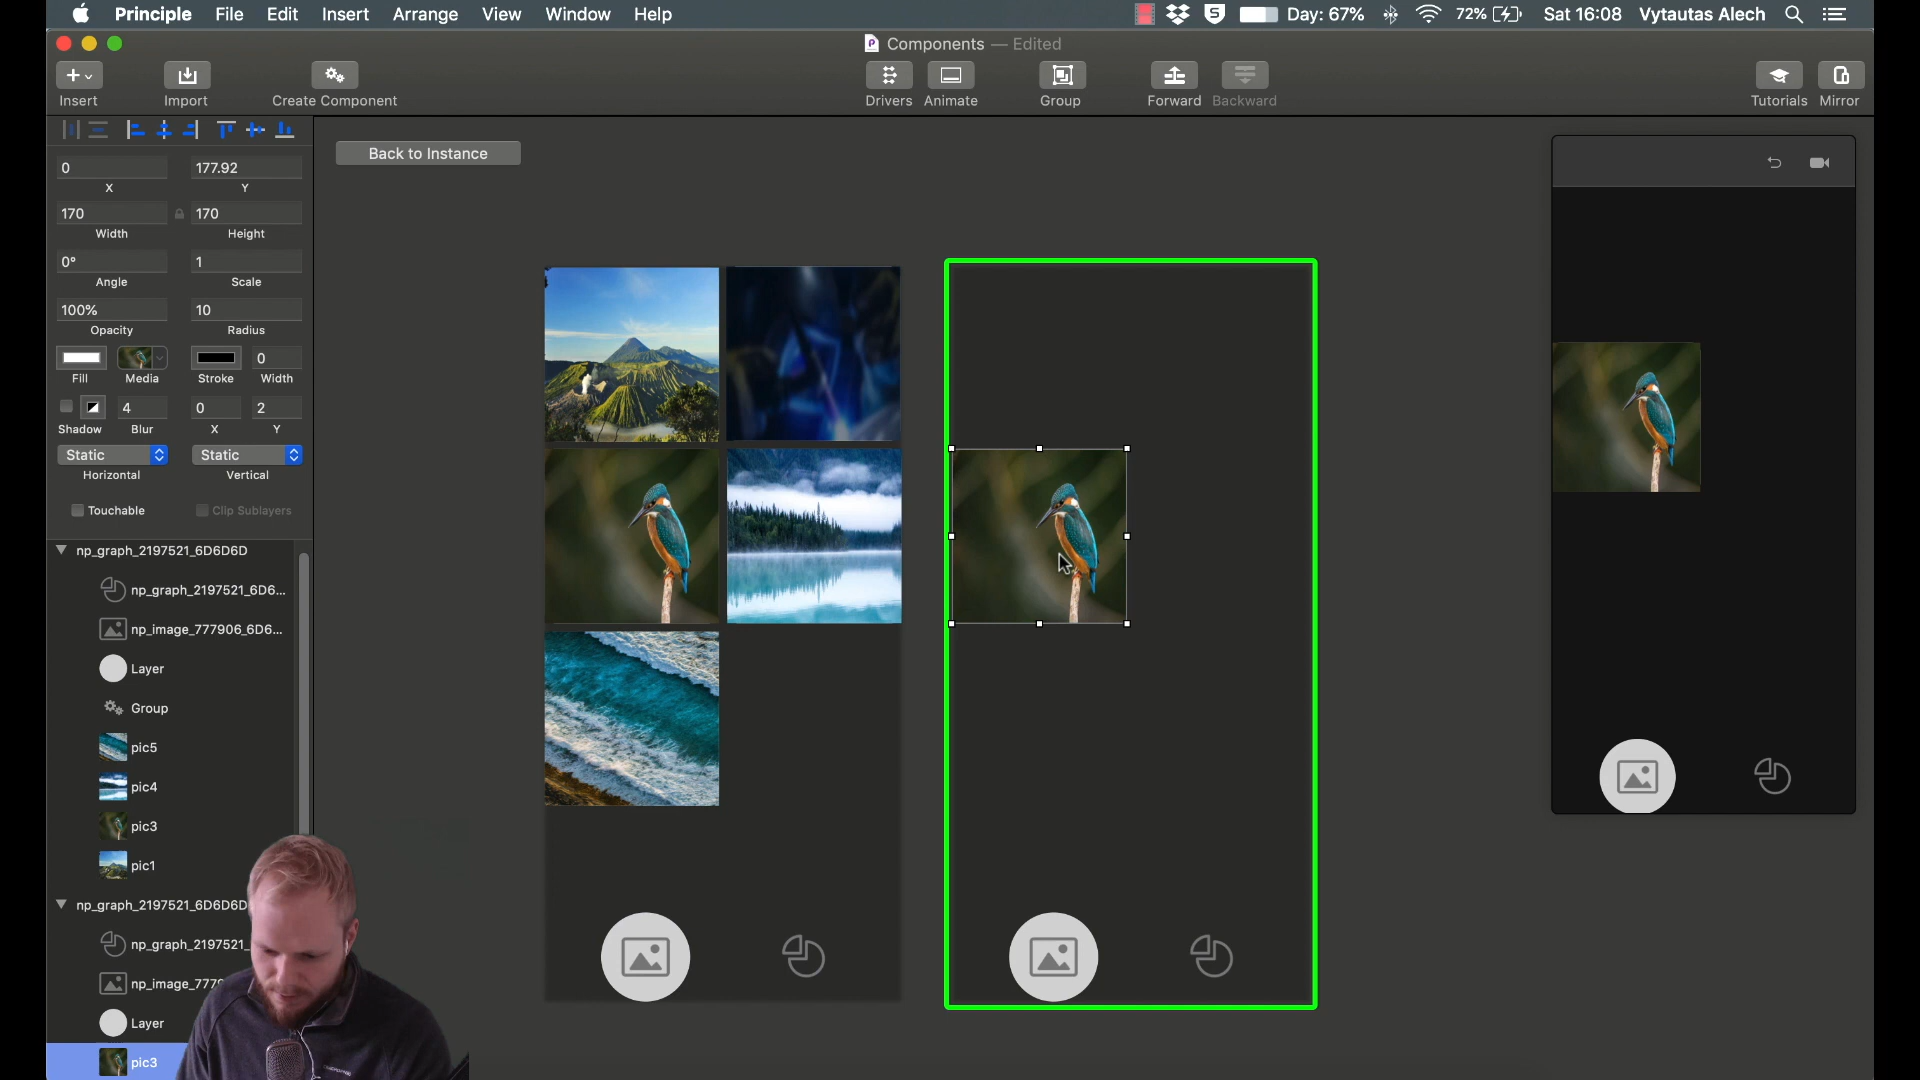 Principle File Edit Insert Arrange View Window Help
S Day: 67% 72% Sat 16:08 Vytautas Alech
Components — Edited
Insert Import Create Component Drivers Animate Group Forward Backward Tutorials Mirror
Back to Instance
0 177.92
X Y
170 170
Width Height
0° 1
Angle Scale
100% 10
Opacity Radius
0
Fill Media Stroke Width
4 0 2
Shadow Blur X Y
Static Static
Horizontal Vertical
Touchable Clip Sublayers
np_graph_2197521_6D6D6D
np_graph_2197521_6D6...
np_image_777906_6D6...
Layer
Group
pic5
pic4
pic3
pic1
np_graph_2197521_6D6D6D
np_graph_2197521_
np_image_777
Layer
pic3